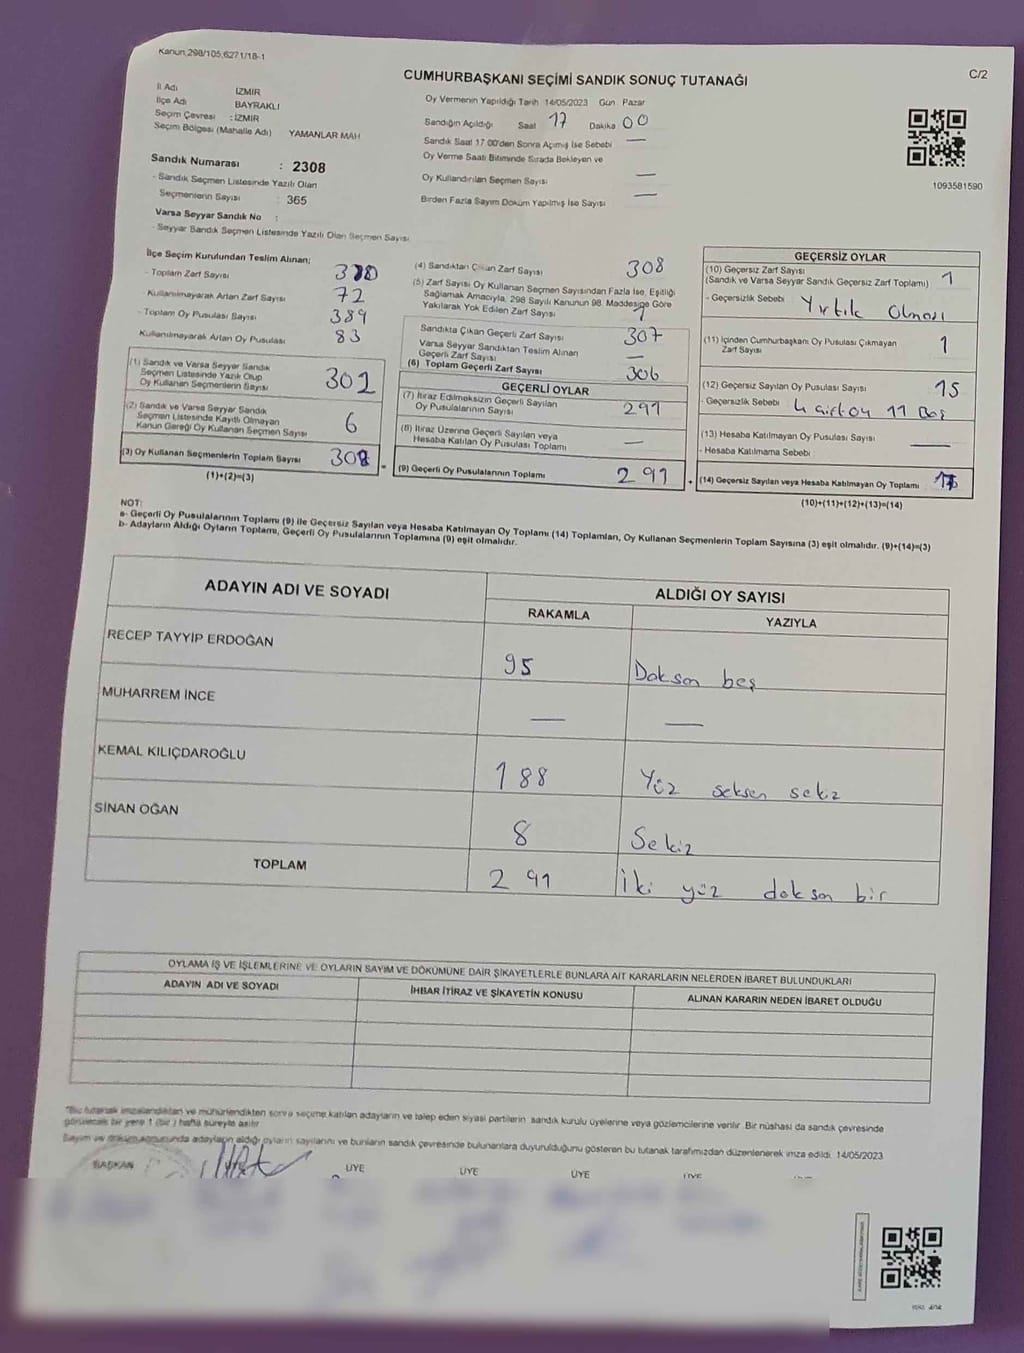 Kanun;298/105,6271/18-1
C/2
CUMHURBAŞKANI SEÇİMİ SANDIK SONUÇ TUTANAĞI
İl Adı İZMİR
İlçe Adı BAYRAKLI
Seçim Çevresi : İZMİR
Seçim Bölgesi (Mahalle Adı) YAMANLAR MAH
Sandık Numarası : 2308
- Sandık Seçmen Listesinde Yazılı Olan
Seçmenlerin Sayısı : 365
Varsa Seyyar Sandık No :
- Seyyar Sandık Seçmen Listesinde Yazılı Olan Seçmen Sayısı
Oy Vermenin Yapıldığı Tarih 14/05/2023 Gün Pazar
Sandığın Açıldığı Saat 17 Dakika 00
Sandık Saat 17.00'den Sonra Açımış İse Sebebi —
Oy Verme Saati Bitiminde Sırada Bekleyen ve
Oy Kullandırılan Seçmen Sayısı —
Birden Fazla Sayım Döküm Yapılmış İse Sayısı —
1093581590
İlçe Seçim Kurulundan Teslim Alınan;
- Toplam Zarf Sayısı
- Kullanılmayarak Artan Zarf Sayısı 72
- Toplam Oy Pusulası Sayısı 389
Kullanılmayarak Artan Oy Pusulası 83
(1) Sandık ve Varsa Seyyar Sandık
Seçmen Listesinde Yazılı Olup
Oy Kullanan Seçmenlerin Sayısı 302
(2) Sandık ve Varsa Seyyar Sandık
Seçmen Listesinde Kayıtlı Olmayan
Kanun Gereği Oy Kullanan Seçmen Sayısı 6
(3) Oy Kullanan Seçmenlerin Toplam Sayısı 308
(1)+(2)=(3)
(4) Sandıktan Çıkan Zarf Sayısı 308
(5) Zarf Sayısı Oy Kullanan Seçmen Sayısından Fazla İse, Eşitliği
Sağlamak Amacıyla, 298 Sayılı Kanunun 98. Maddesine Göre
Yakılarak Yok Edilen Zarf Sayısı 1
Sandıkta Çıkan Geçerli Zarf Sayısı 307
Varsa Seyyar Sandıktan Teslim Alınan
Geçerli Zarf Sayısı —
(6) Toplam Geçerli Zarf Sayısı 306
GEÇERLİ OYLAR
(7) İtiraz Edilmeksizin Geçerli Sayılan
Oy Pusulalarının Sayısı 291
(8) İtiraz Üzerine Geçerli Sayılan veya
Hesaba Katılan Oy Pusulası Toplamı —
(9) Geçerli Oy Pusulalarının Toplamı 291
GEÇERSİZ OYLAR
(10) Geçersiz Zarf Sayısı
(Sandık ve Varsa Seyyar Sandık Geçersiz Zarf Toplamı) 1
- Geçersizlik Sebebi Yırtık Olması
(11) İçinden Cumhurbaşkanı Oy Pusulası Çıkmayan
Zarf Sayısı 1
(12) Geçersiz Sayılan Oy Pusulası Sayısı 15
- Geçersizlik Sebebi 4 çift oy 11 Boş
(13) Hesaba Katılmayan Oy Pusulası Sayısı —
- Hesaba Katılmama Sebebi
(14) Geçersiz Sayılan veya Hesaba Katılmayan Oy Toplamı
(10)+(11)+(12)+(13)=(14)
NOT:
a- Geçerli Oy Pusulalarının Toplamı (9) ile Geçersiz Sayılan veya Hesaba Katılmayan Oy Toplamı (14) Toplamları, Oy Kullanan Seçmenlerin Toplam Sayısına (3) eşit olmalıdır. (9)+(14)=(3)
b- Adayların Aldığı Oyların Toplamı, Geçerli Oy Pusulalarının Toplamına (9) eşit olmalıdır.
ADAYIN ADI VE SOYADI ALDIĞI OY SAYISI
RAKAMLA YAZIYLA
RECEP TAYYİP ERDOĞAN 95 Doksan beş
MUHARREM İNCE — —
KEMAL KILIÇDAROĞLU 188 Yüz seksen sekiz
SİNAN OĞAN 8 Sekiz
TOPLAM 291 İki yüz doksan bir
OYLAMA İŞ VE İŞLEMLERİNE VE OYLARIN SAYIM VE DÖKÜMÜNE DAİR ŞİKAYETLERLE BUNLARA AİT KARARLARIN NELERDEN İBARET BULUNDUKLARI
ADAYIN ADI VE SOYADI İHBAR İTİRAZ VE ŞİKAYETİN KONUSU ALINAN KARARIN NEDEN İBARET OLDUĞU
"Bu tutanak imzalandıktan ve mühürlendikten sonra seçime katılan adayların ve talep eden siyasi partilerin sandık kurulu üyelerine veya gözlemcilerine verilir. Bir nüshası da sandık çevresinde
görülecek bir yere 1 (bir) hafta süreyle asılır
Sayım ve döküm sonucunda adayların aldığı oyların sayılarını ve bunların sandık çevresinde bulunanlara duyurulduğunu gösteren bu tutanak tarafımızdan düzenlenerek imza edildi. 14/05/2023
BAŞKAN ÜYE ÜYE ÜYE ÜYE